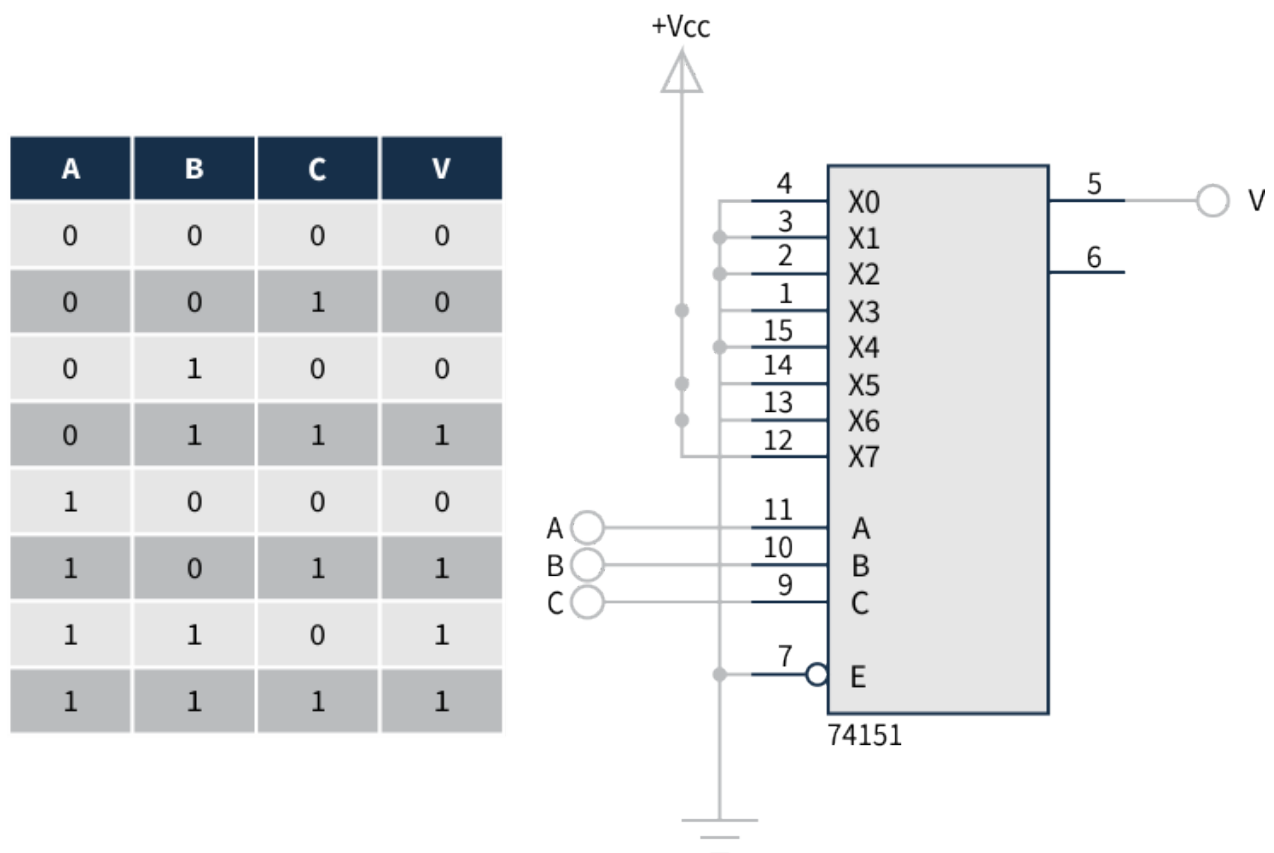 A B C V
0 0 0 0
0 0 1 0
0 1 0 0
0 1 1 1
1 0 0 0
1 0 1 1
1 1 0 1
1 1 1 1
+Vcc
4 X0
3 X1
2 X2
1 X3
15 X4
14 X5
13 X6
12 X7
A 11 A
B 10 B
C 9 C
7 E
5 V
6
74151